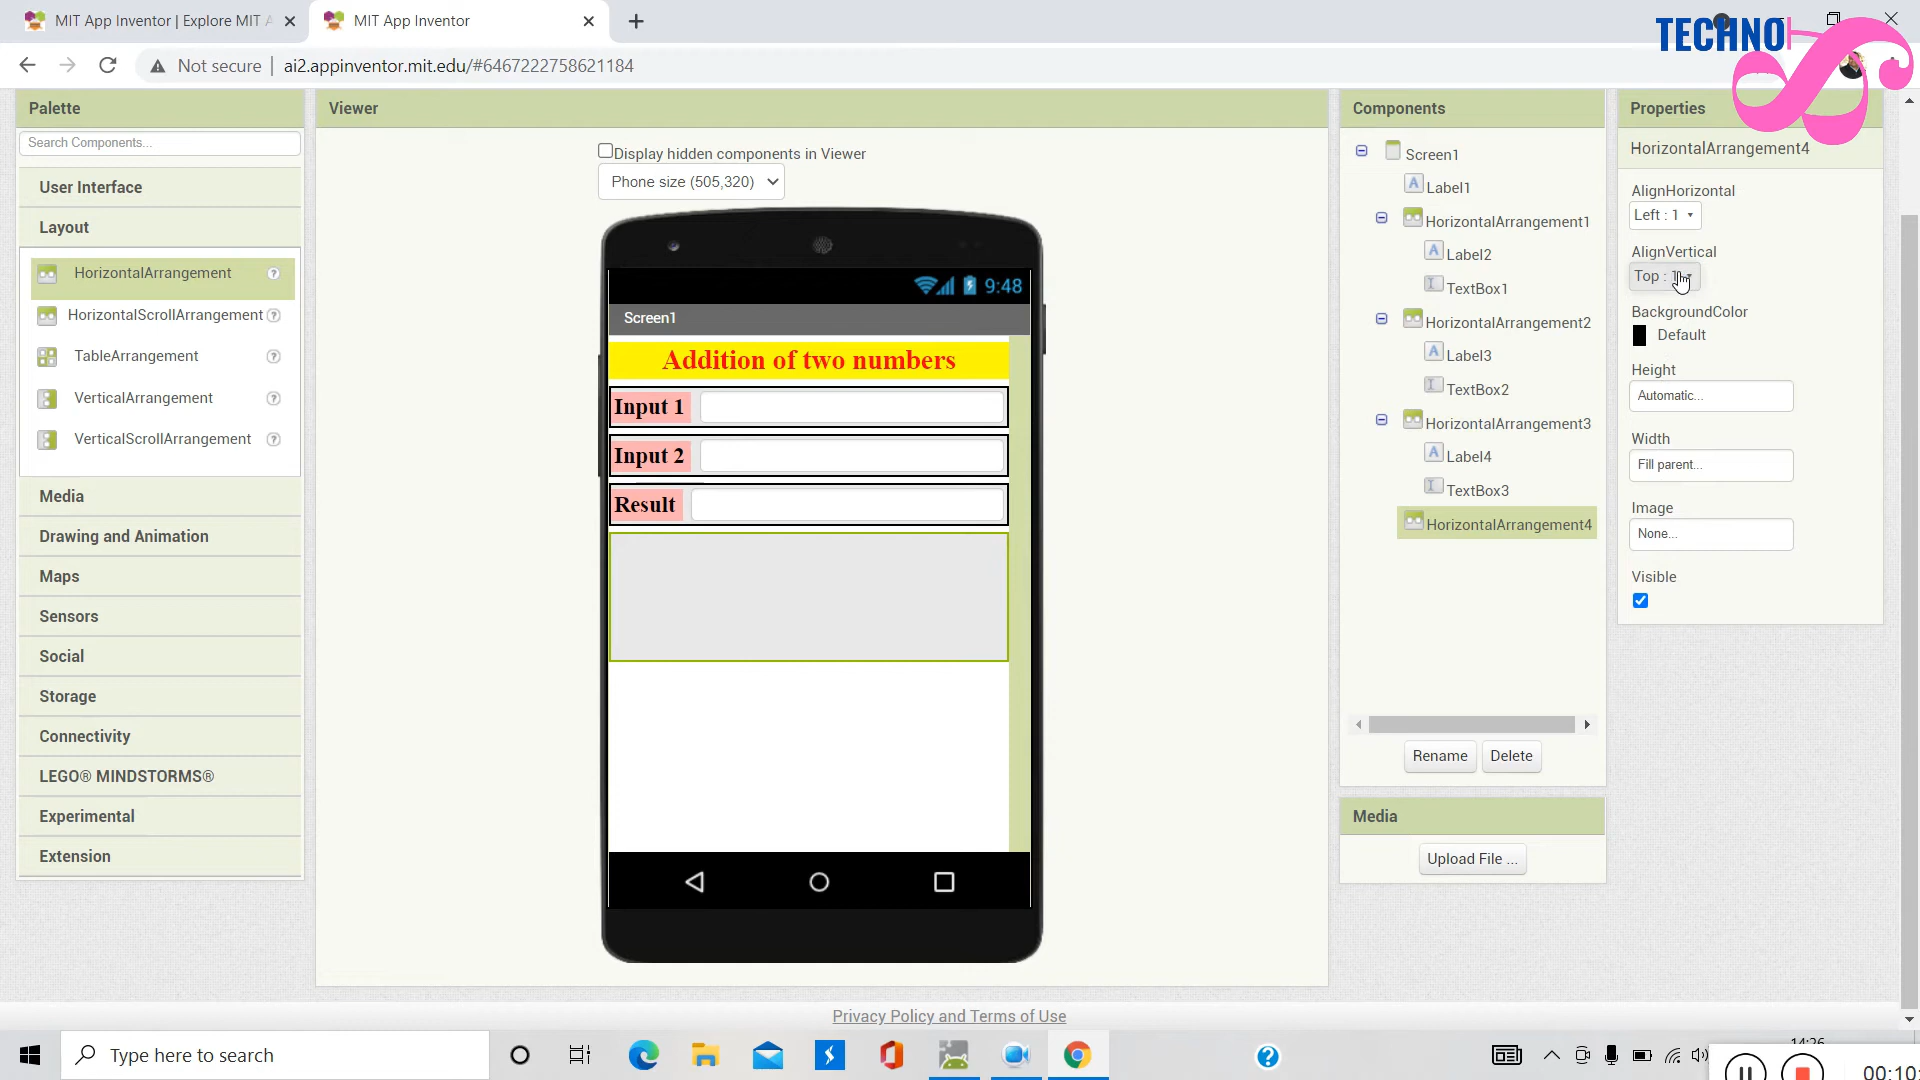 MIT App Inventor | Explore MIT A
MIT App Inventor
TECHNO
Not secure
ai2.appinventor.mit.edu/#6467222758621184
Palette
Search Components...
User Interface
Layout
HorizontalArrangement
HorizontalScrollArrangement
TableArrangement
VerticalArrangement
VerticalScrollArrangement
Media
Drawing and Animation
Maps
Sensors
Social
Storage
Connectivity
LEGO® MINDSTORMS®
Experimental
Extension
Viewer
Display hidden components in Viewer
Phone size (505,320)
9:48
Screen1
Addition of two numbers
Input 1
Input 2
Result
Components
Screen1
Label1
HorizontalArrangement1
Label2
TextBox1
HorizontalArrangement2
Label3
TextBox2
HorizontalArrangement3
Label4
TextBox3
HorizontalArrangement4
Rename
Delete
Media
Upload File ...
Properties
HorizontalArrangement4
AlignHorizontal
Left : 1
AlignVertical
Top : 1
BackgroundColor
Default
Height
Automatic...
Width
Fill parent...
Image
None...
Visible
Privacy Policy and Terms of Use
Type here to search
14:26
00:10